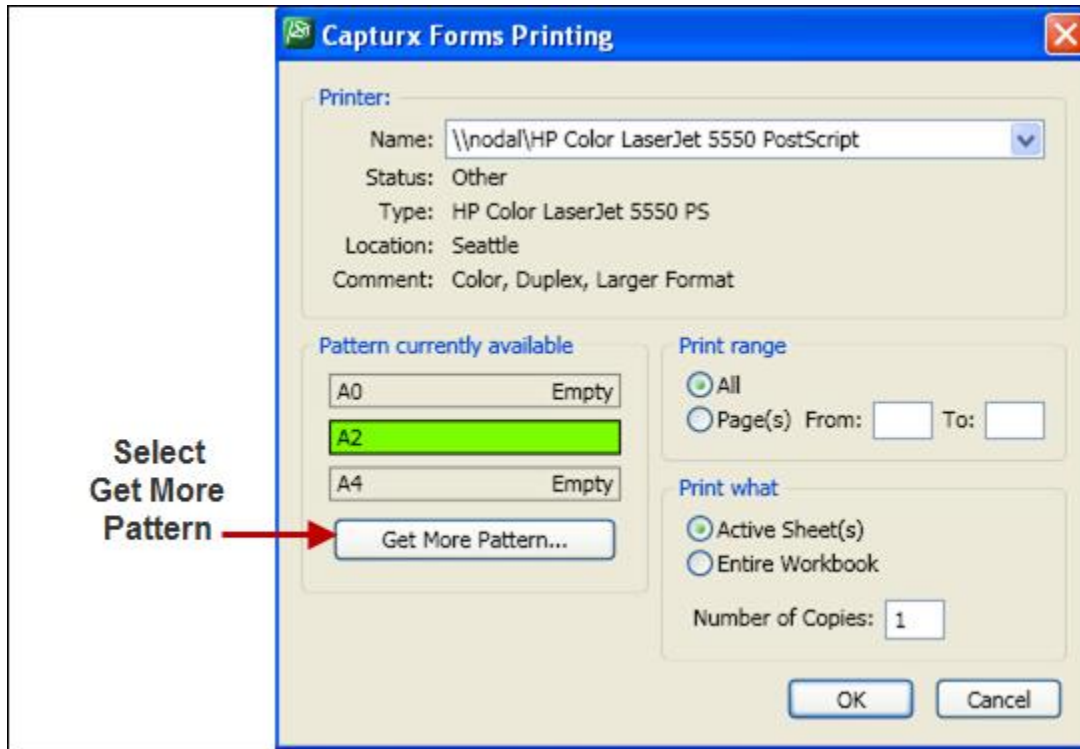 Capturx Forms Printing
Printer:
Name: \\nodal\HP Color LaserJet 5550 PostScript
Status: Other
Type: HP Color LaserJet 5550 PS
Location: Seattle
Comment: Color, Duplex, Larger Format
Pattern currently available
A0 Empty
A2
A4 Empty
Get More Pattern...
Select
Get More
Pattern
Print range
All
Page(s) From: To:
Print what
Active Sheet(s)
Entire Workbook
Number of Copies: 1
OK Cancel